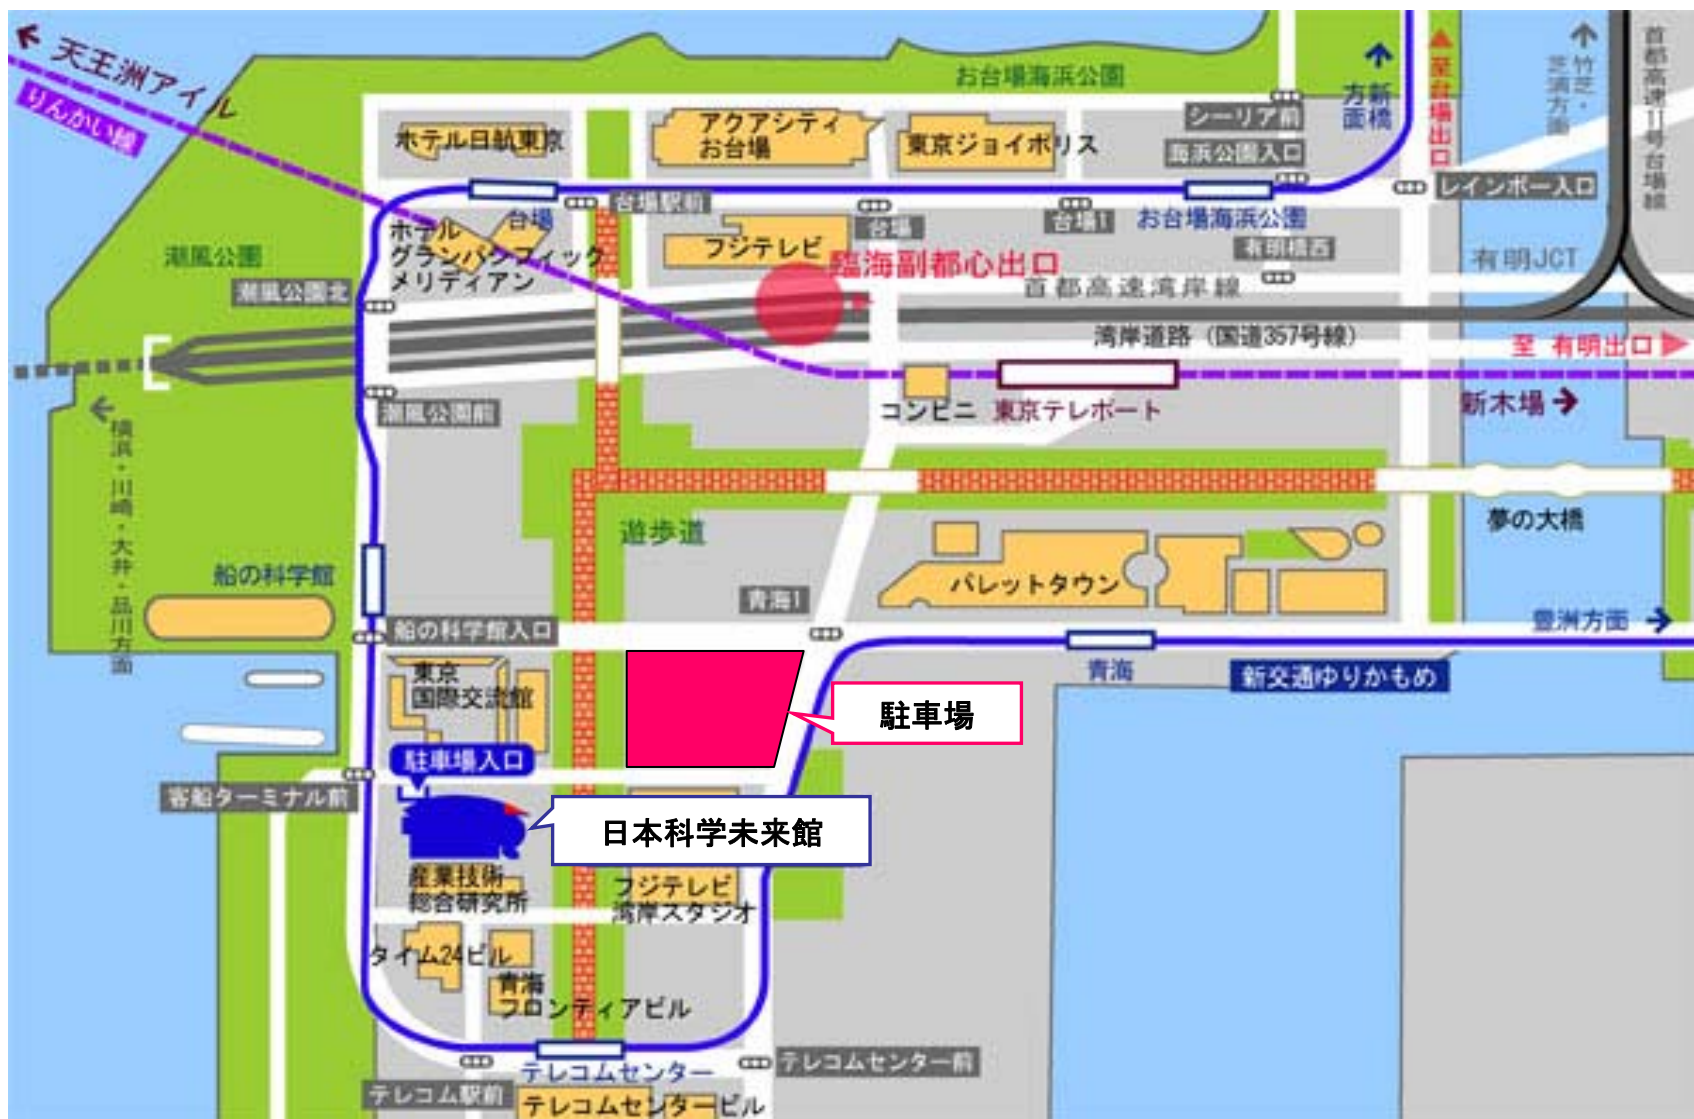 天王洲アイル
りんかい線
お台場海浜公園
新橋
方面
至台場出口
竹芝・
芝浦方面
首都高速11号台場線
ホテル日航東京
アクアシティ
お台場
東京ジョイポリス
シーリア前
海浜公園入口
レインボー入口
台場
台場駅前
台場
台場1
お台場海浜公園
有明橋西
有明JCT
潮風公園
ホテル
グランパシフィック
メリディアン
フジテレビ
臨海副都心出口
首都高速湾岸線
潮風公園北
湾岸道路（国道357号線）
至 有明出口
潮風公園前
コンビニ
東京テレポート
新木場
横浜・川崎・大井・品川方面
遊歩道
夢の大橋
船の科学館
パレットタウン
青海1
船の科学館入口
豊洲方面
東京
国際交流館
青海
新交通ゆりかもめ
駐車場
駐車場入口
客船ターミナル前
日本科学未来館
産業技術
総合研究所
フジテレビ
湾岸スタジオ
タイム24ビル
青海
フロンティアビル
テレコムセンター
テレコムセンター前
テレコム駅前
テレコムセンタービル